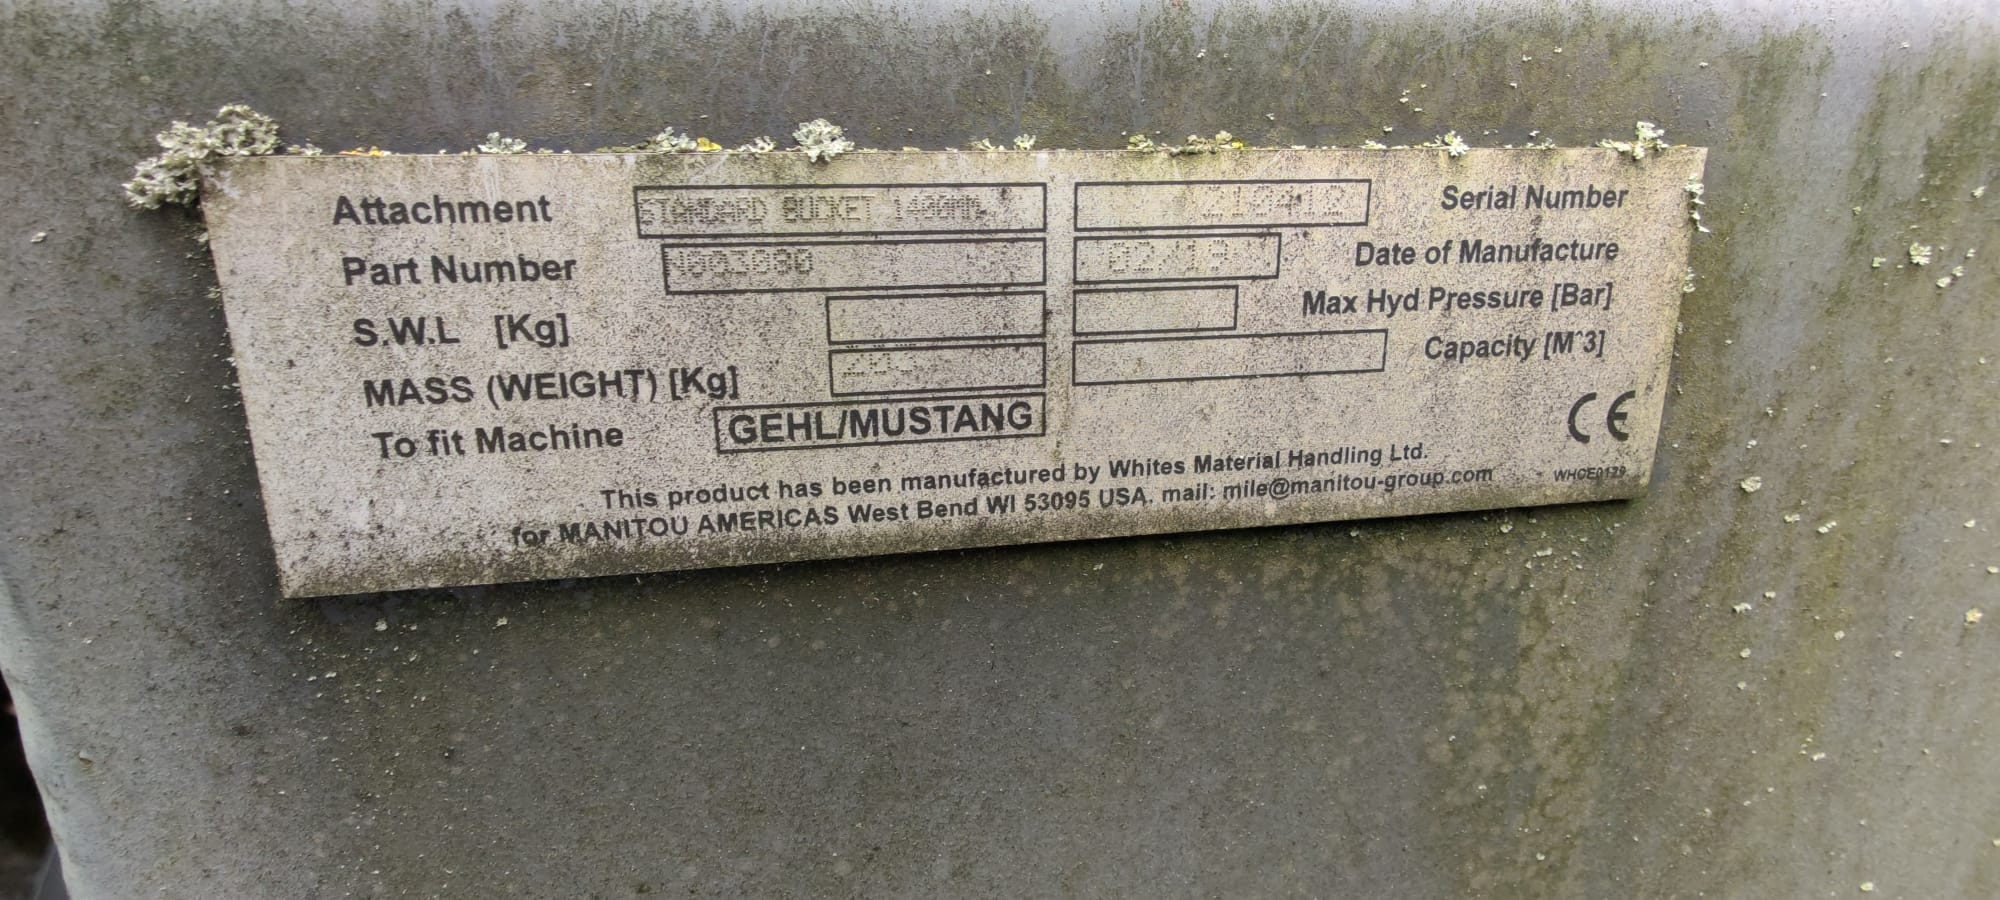 Attachment STANDARD BUCKET 1400MM
Serial Number
Part Number
Date of Manufacture 02/13
S.W.L [Kg]
Max Hyd Pressure [Bar]
MASS (WEIGHT) [Kg]
Capacity [M^3]
To fit Machine GEHL/MUSTANG
CE
This product has been manufactured by Whites Material Handling Ltd.
for MANITOU AMERICAS West Bend WI 53095 USA. mail: mile@manitou-group.com
WHCE0129